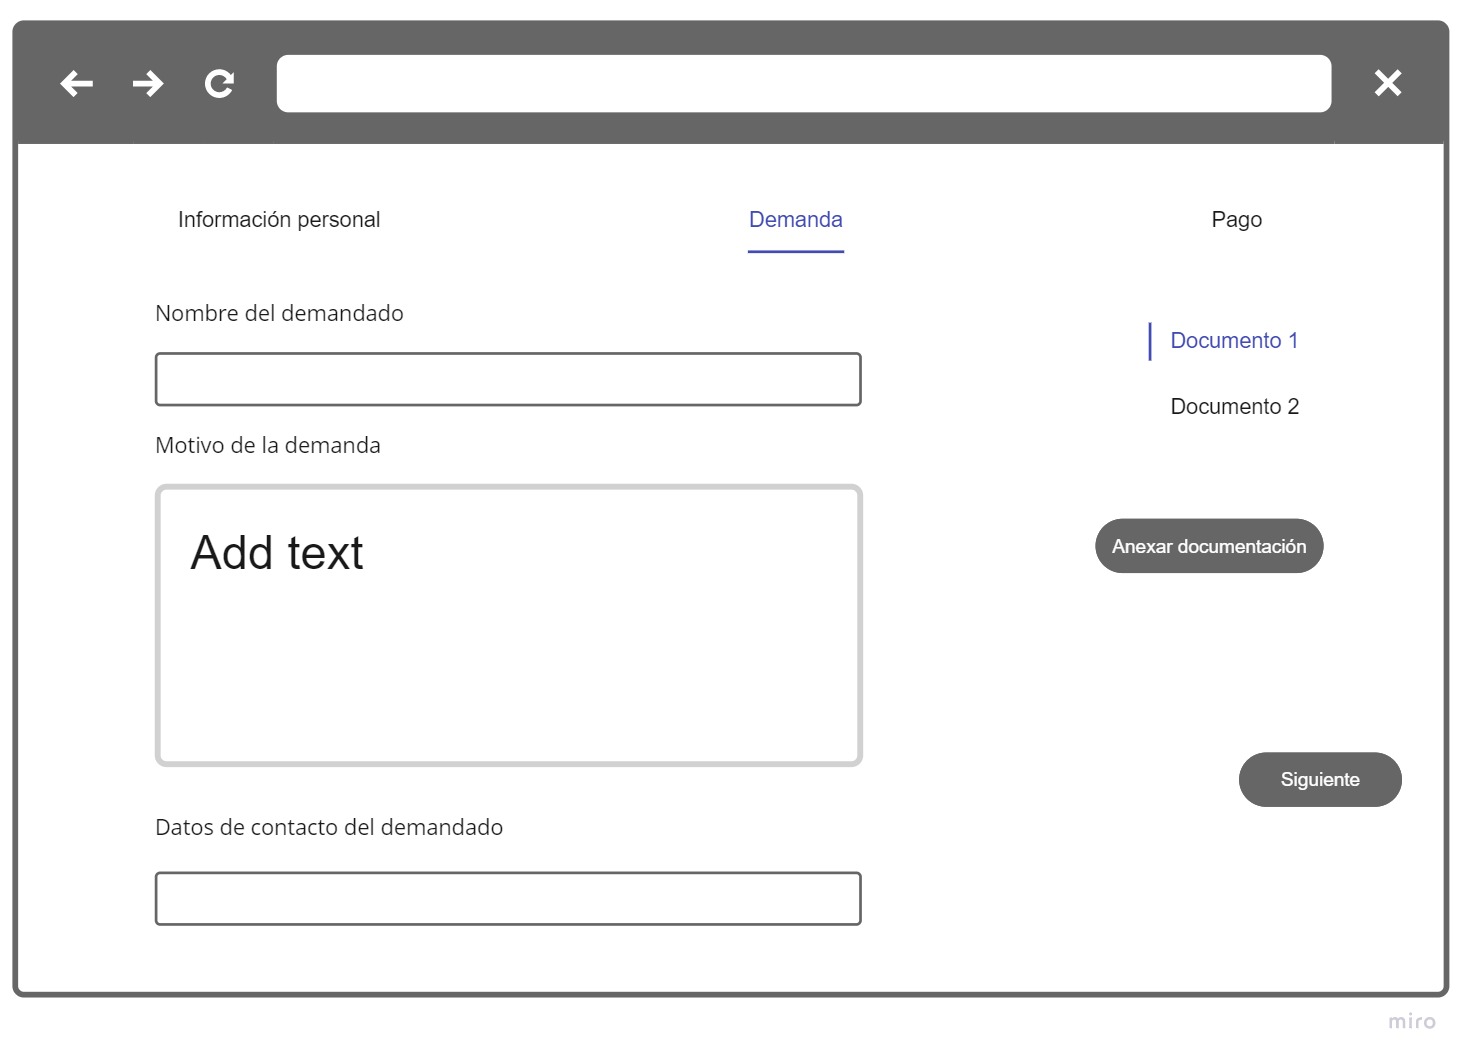 Información personal
Demanda
Pago
Nombre del demandado
Motivo de la demanda
Add text
Datos de contacto del demandado
Documento 1
Documento 2
Anexar documentación
Siguiente
miro